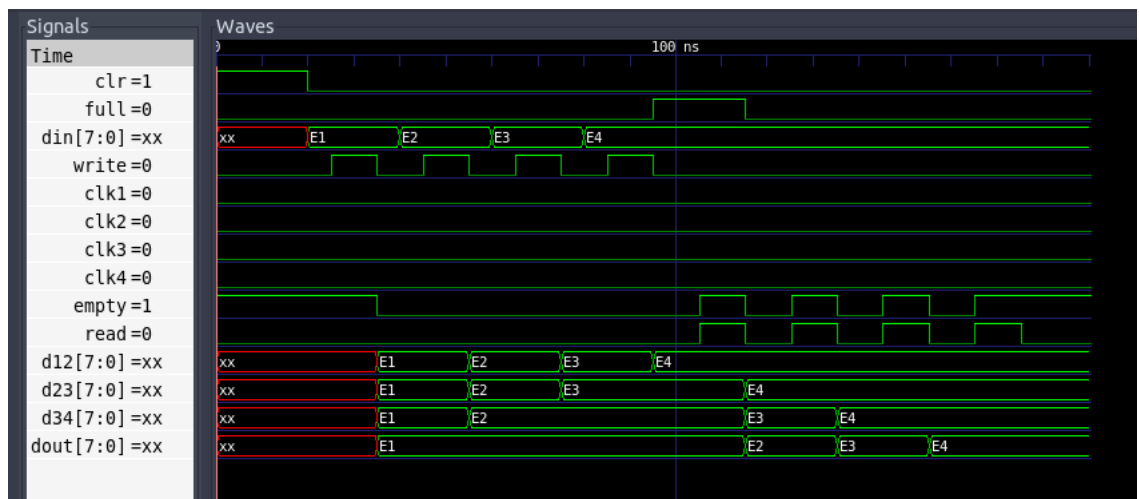 Signals Waves
Time 0 100 ns
clr =1
full =0
din[7:0] =xx xx E1 E2 E3 E4
write =0
clk1 =0
clk2 =0
clk3 =0
clk4 =0
empty =1
read =0
d12[7:0] =xx xx E1 E2 E3 E4
d23[7:0] =xx xx E1 E2 E3 E4
d34[7:0] =xx xx E1 E2 E3 E4
dout[7:0] =xx xx E1 E2 E3 E4